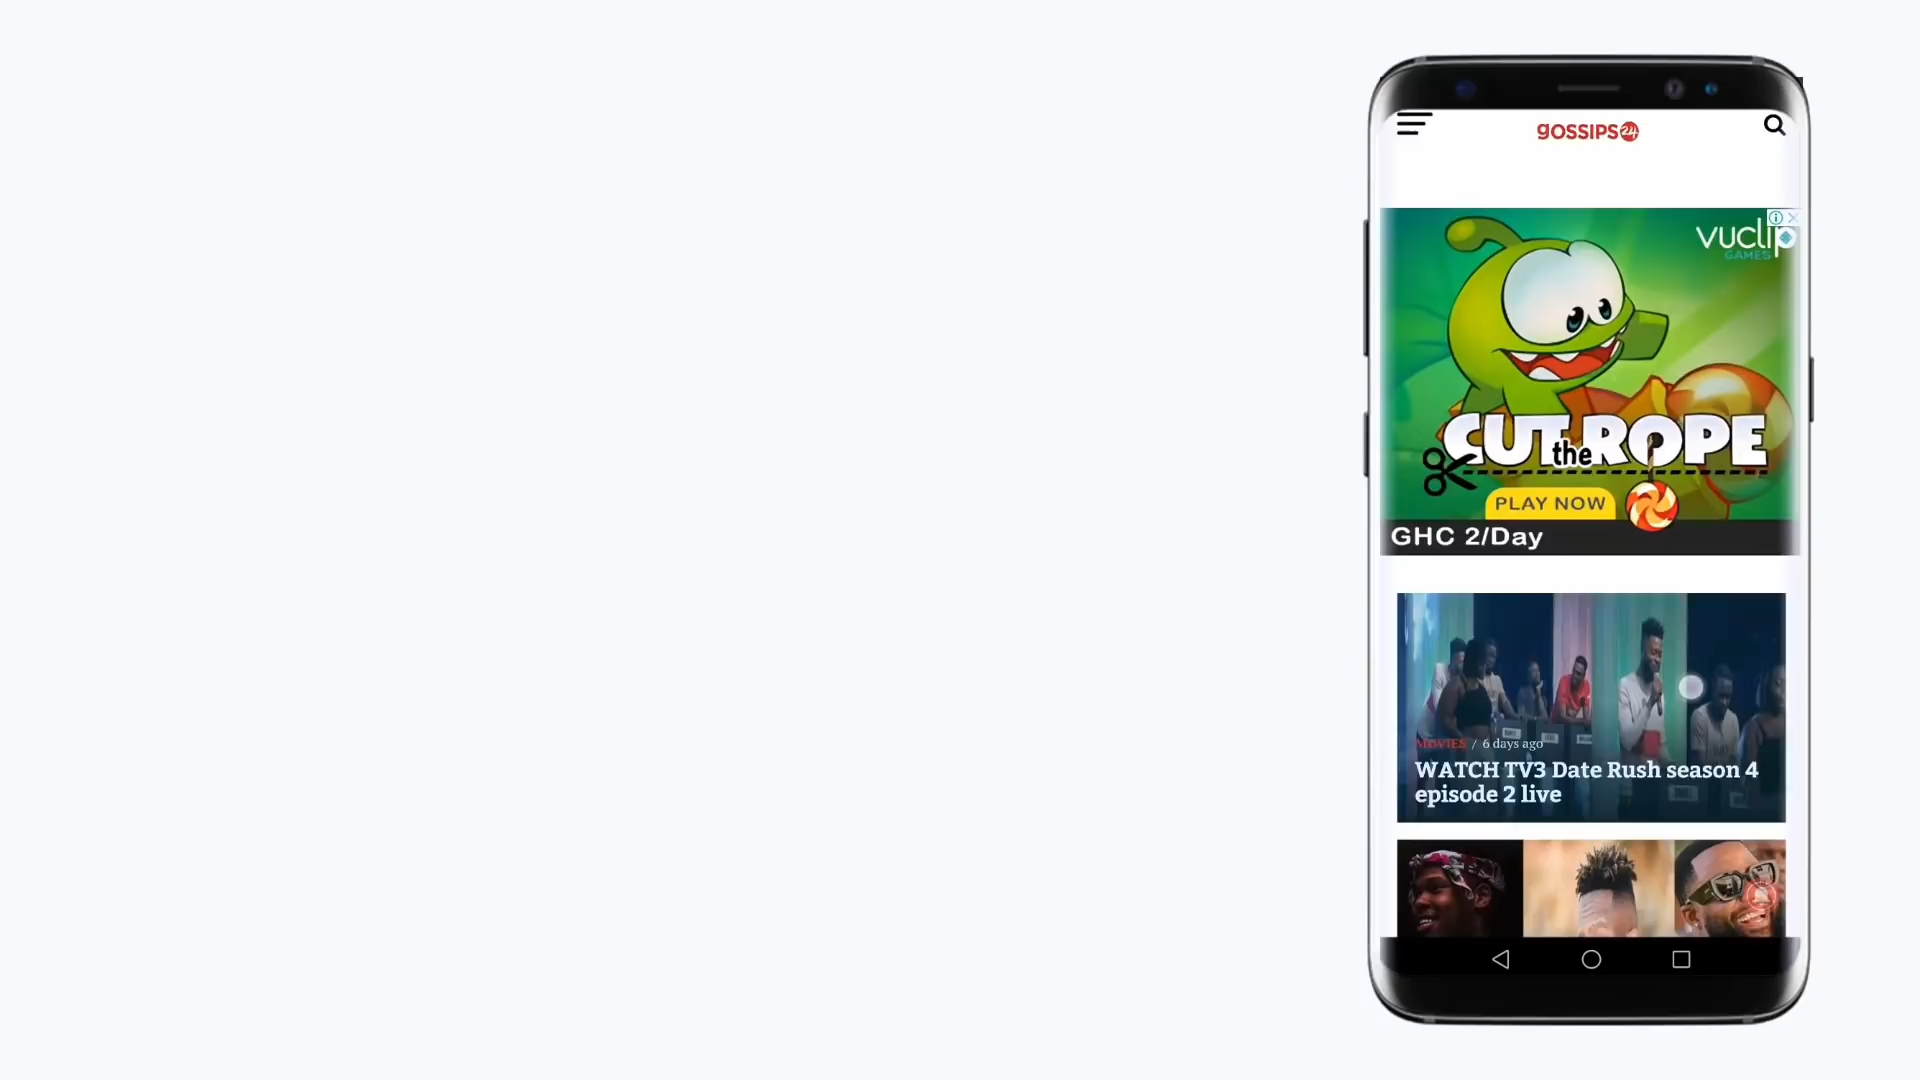 gOSSIPS24
vuclip
GAMES
CUT the ROPE
PLAY NOW
GHC 2/Day
MOVIES / 6 days ago
WATCH TV3 Date Rush season 4
episode 2 live